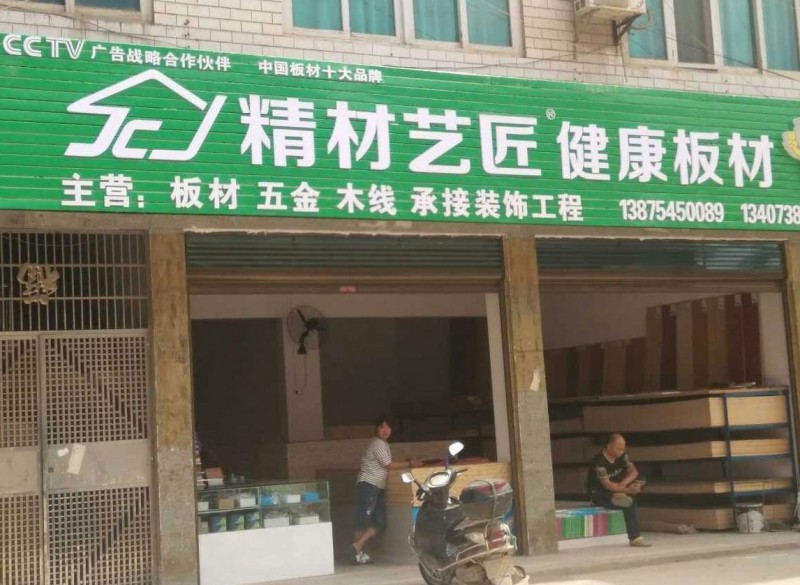 CCTV 广告战略合作伙伴 中国板材十大品牌
精材艺匠® 健康板材
主营：板材 五金 木线 承接装饰工程 13875450089 1340738